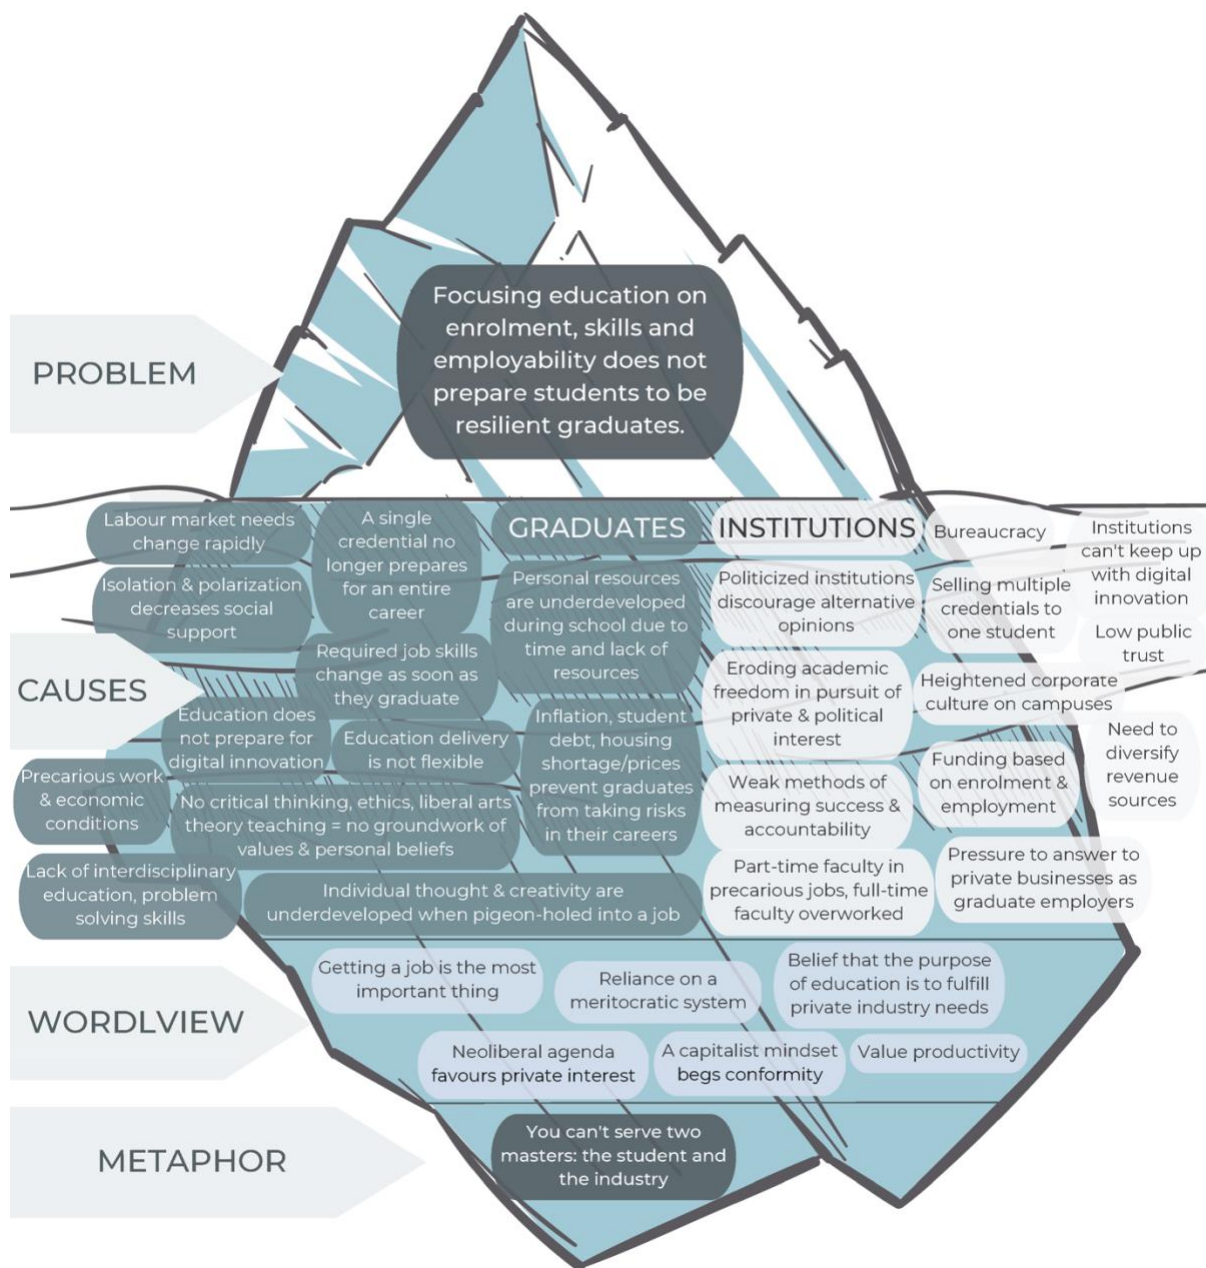 PROBLEM
Focusing education on
enrolment, skills and
employability does not
prepare students to be
resilient graduates.
CAUSES
GRADUATES
Labour market needs
change rapidly
A single
credential no
longer prepares
for an entire
career
Isolation & polarization
decreases social
support
Personal resources
are underdeveloped
during school due to
time and lack of
resources
Required job skills
change as soon as
they graduate
Education does
not prepare for
digital innovation
Education delivery
is not flexible
Inflation, student
debt, housing
shortage/prices
prevent graduates
from taking risks
in their careers
Precarious work
& economic
conditions
No critical thinking, ethics, liberal arts
theory teaching = no groundwork of
values & personal beliefs
Lack of interdisciplinary
education, problem
solving skills
Individual thought & creativity are
underdeveloped when pigeon-holed into a job
INSTITUTIONS
Bureaucracy
Institutions
can't keep up
with digital
innovation
Politicized institutions
discourage alternative
opinions
Selling multiple
credentials to
one student
Low public
trust
Eroding academic
freedom in pursuit of
private & political
interest
Heightened corporate
culture on campuses
Need to
diversify
revenue
sources
Weak methods of
measuring success &
accountability
Funding based
on enrolment &
employment
Part-time faculty in
precarious jobs, full-time
faculty overworked
Pressure to answer to
private businesses as
graduate employers
WORDLVIEW
Getting a job is the most
important thing
Reliance on a
meritocratic system
Belief that the purpose
of education is to fulfill
private industry needs
Neoliberal agenda
favours private interest
A capitalist mindset
begs conformity
Value productivity
METAPHOR
You can't serve two
masters: the student and
the industry